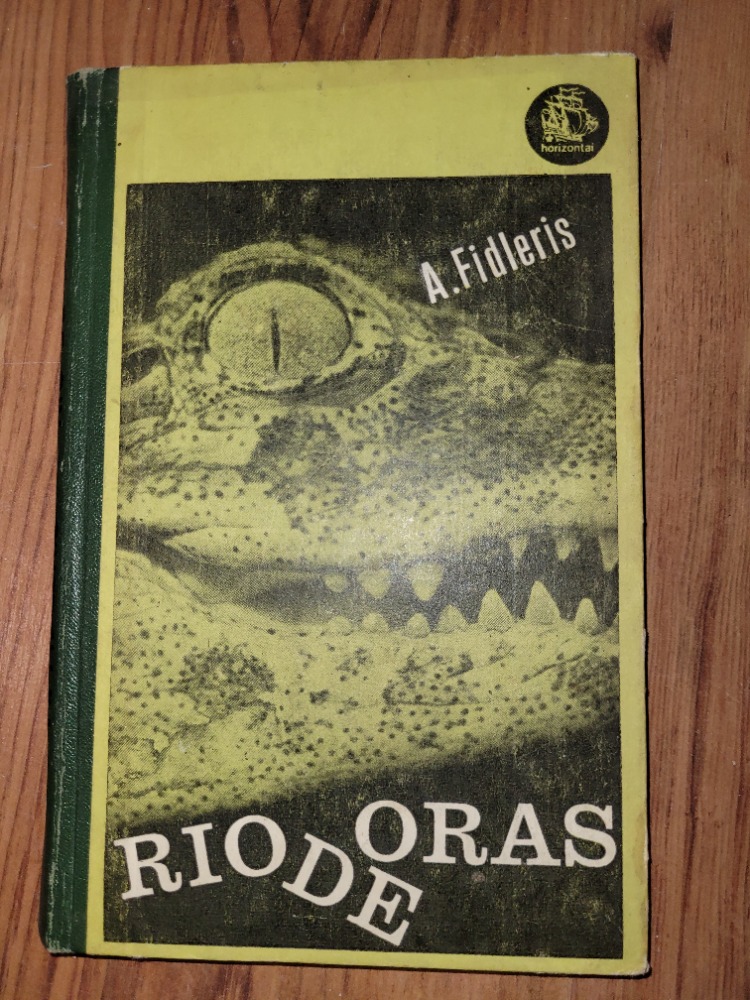 horizontai
A.Fidleris
RIO DE ORAS